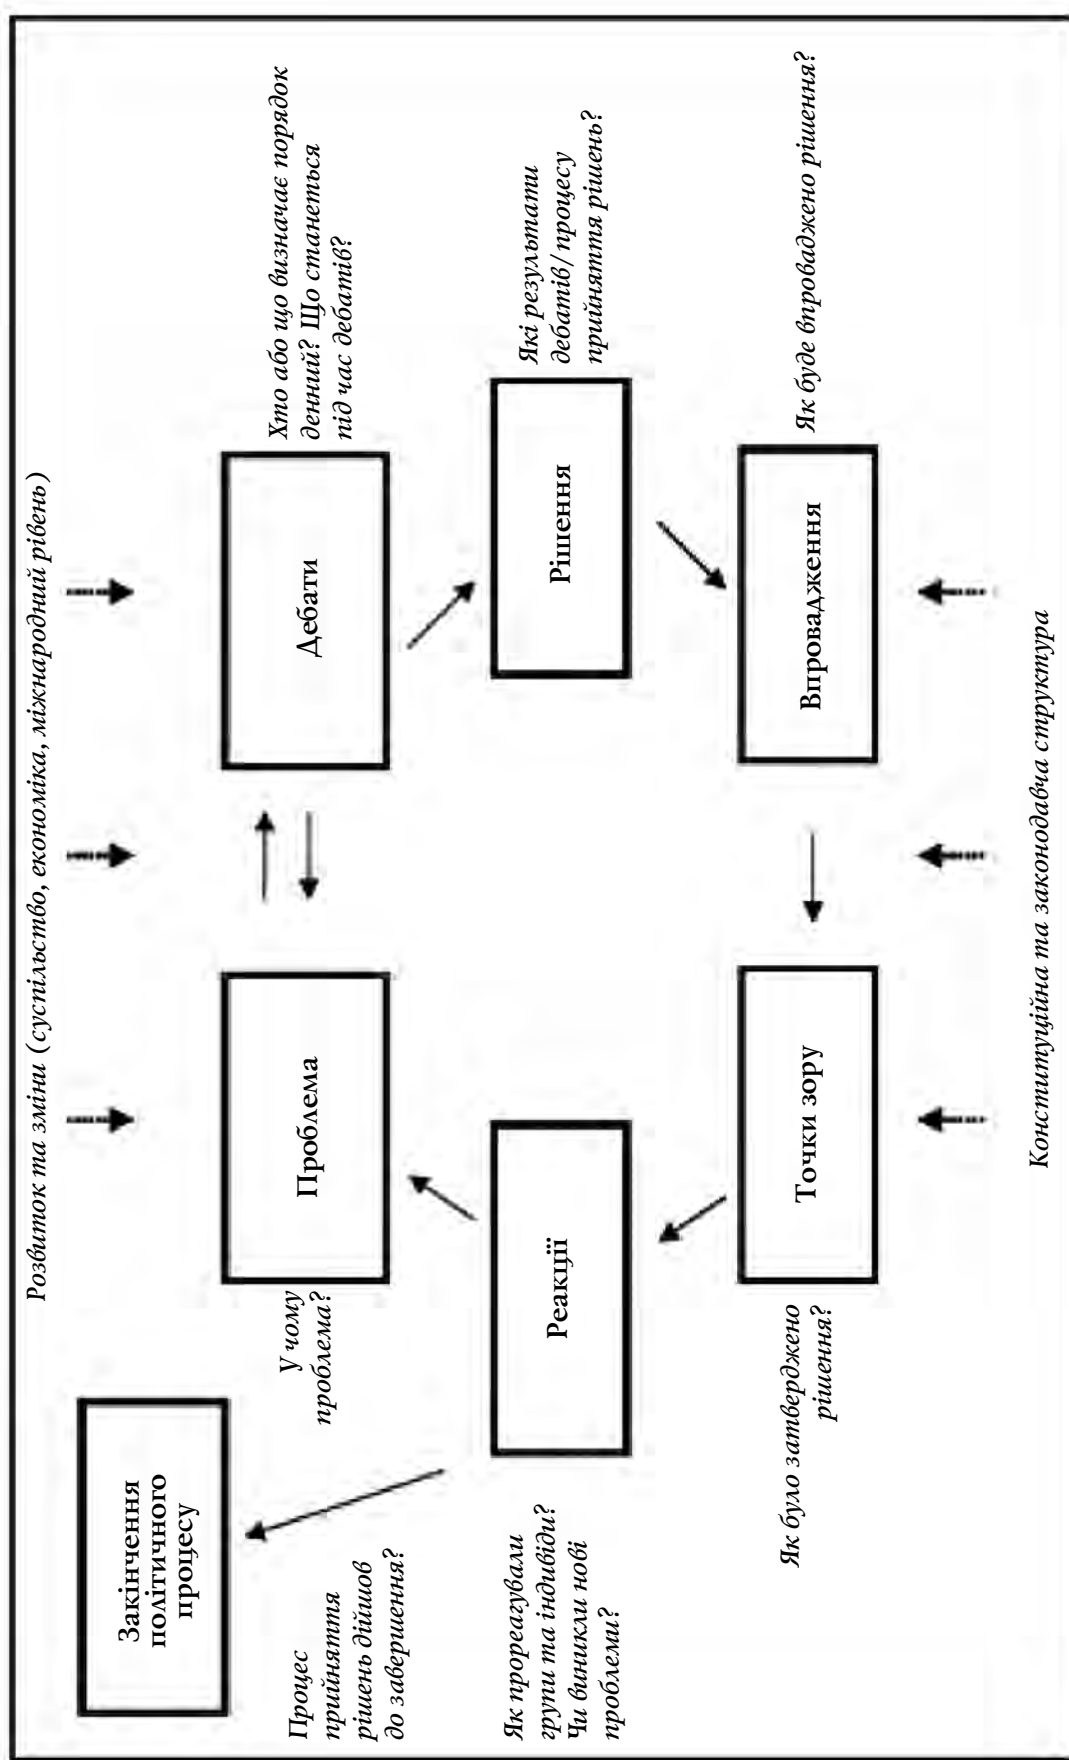 Розвиток та зміни (суспільство, економіка, міжнародний рівень)
Закінчення
політичного
процесу
Процес
прийняття
рішень дійшов
до завершення?
У чому
проблема?
Проблема
Дебати
Хто або що визначає порядок
денний? Що станеться
під час дебатів?
Як прореагували
групи та індивіди?
Чи виникли нові
проблеми?
Реакції
Рішення
Які результати
дебатів/процесу
прийняття рішень?
Як було затверджено
рішення?
Точки зору
Впровадження
Як буде впроваджено рішення?
Конституційна та законодавча структура